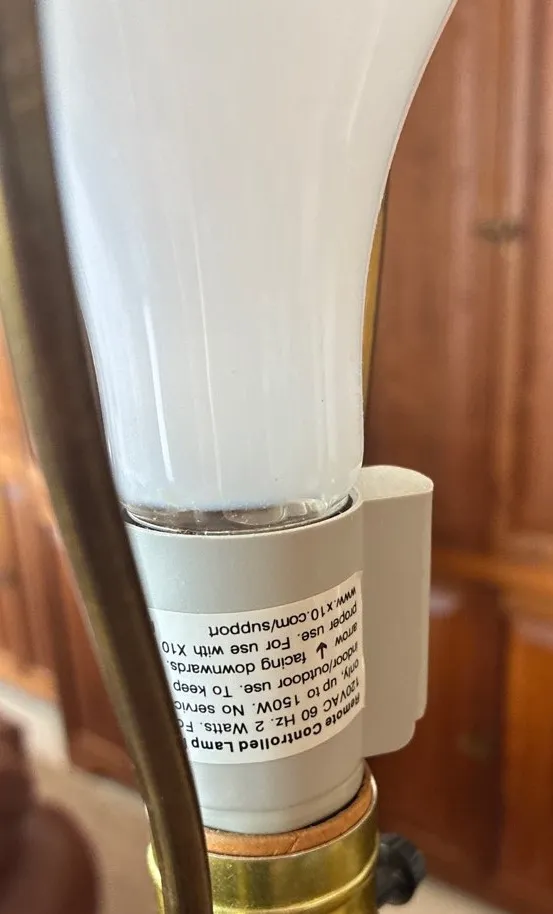 Remote Controlled Lamp
120VAC 60 Hz. 2 Watts.
only, up to 150W. No
indoor/outdoor use. To keep
arrow ↑ facing downwards.
proper use. For use with X10
www.x10.com/support